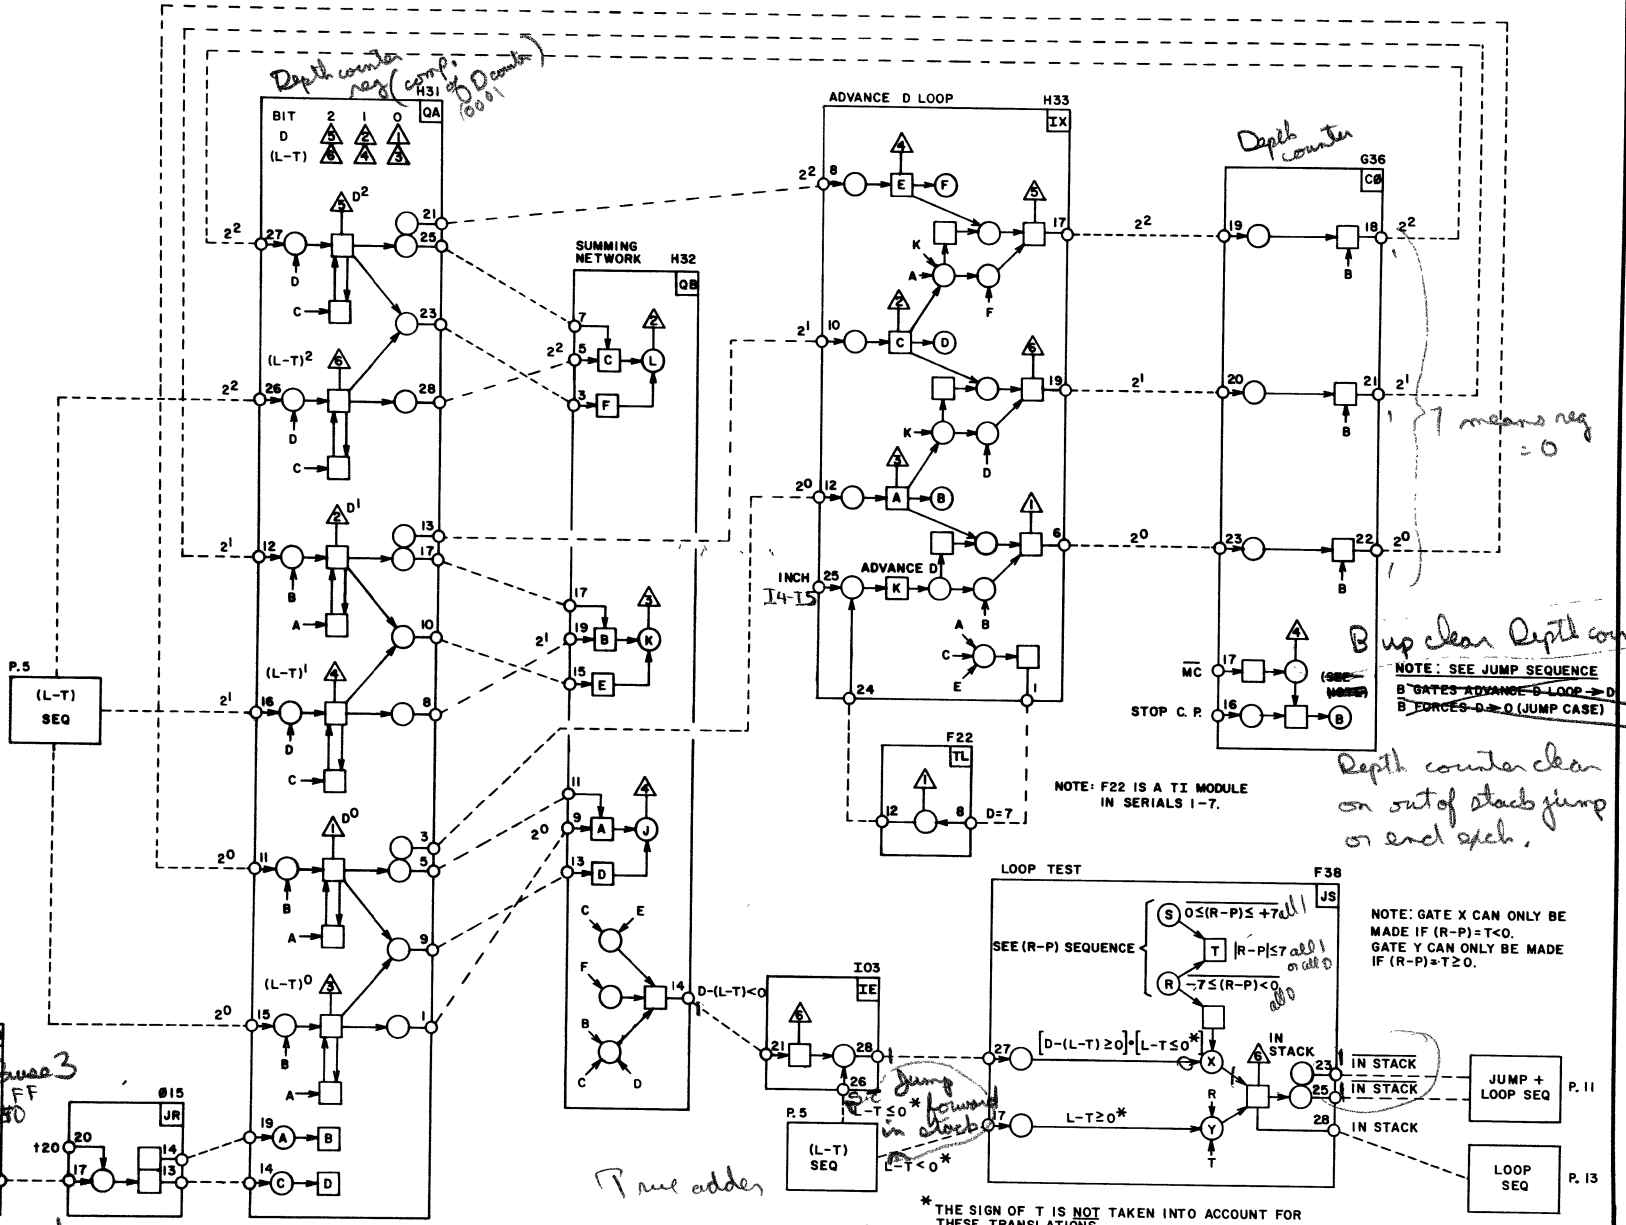 Depth counter
reg (comp. of D counter)
10001
H31
QA
BIT 2 1 0
D 5 2 1
(L-T) 6 4 3
5 D²
2² 27
21
25
D
C
23
(L-T)² 6
2² 26
28
D
C
2 D¹
2¹ 12
13
17
B
A
10
(L-T)¹ 4
2¹ 16
8
D
C
1 D⁰
2⁰ 11
3
5
B
A
9
(L-T)⁰ 3
2⁰ 15
1
B
A
19 A B
14 C D
P.5
(L-T)
SEQ
Ø15
JR
†20 20
17
14
13
SUMMING
NETWORK H32
QB
7
2² 5 C L 2
3 F
17
2¹ 19 B K 3
15 E
11
2⁰ 9 A J 4
13 D
C E
F
B
C D
14 D-(L-T)<0
True adder
ADVANCE D LOOP H33
IX
2² 8 E F 4
5
17 2²
K
A
F
2¹ 10 C D 2
6
19 2¹
K
D
2⁰ 12 A B 3
1
6 2⁰
INCH 25 ADVANCE D
I4-I5
K
B
A
C
E
24
1
F22
TL
1
12
8 D=7
NOTE: F22 IS A TI MODULE
IN SERIALS 1-7.
Depth
counter
G36
CØ
19 18 2²
B
20 21 2¹
B
7 means reg
= 0
23 22 2⁰
B
4
MC 17
STOP C.P. 16 B
(SEE
NOTE)
B up clear Depth
NOTE: SEE JUMP SEQUENCE
B GATES ADVANCE D LOOP → D
B FORCES D → 0 (JUMP CASE)
Depth counter clear
on out of stack jump
or end exch.
I03
IE
6
21
28
26
L-T≤0*
P.5
(L-T)
SEQ
L-T<0*
Jump
forward
in stack
LOOP TEST F38
JS
SEE (R-P) SEQUENCE
S 0≤(R-P)≤+7 all 1
T |R-P|≤7 all 1
or all 0
R -7≤(R-P)<0
all 0
27 [D-(L-T)≥0]•[L-T≤0*]
X
6 IN
STACK
17 L-T≥0*
R
Y
T
23 IN STACK
25 IN STACK
28 IN STACK
NOTE: GATE X CAN ONLY BE
MADE IF (R-P)=T<0.
GATE Y CAN ONLY BE MADE
IF (R-P)=T≥0.
JUMP +
LOOP SEQ
P.11
LOOP
SEQ
P.13
* THE SIGN OF T IS NOT TAKEN INTO ACCOUNT FOR
THESE TRANSLATIONS